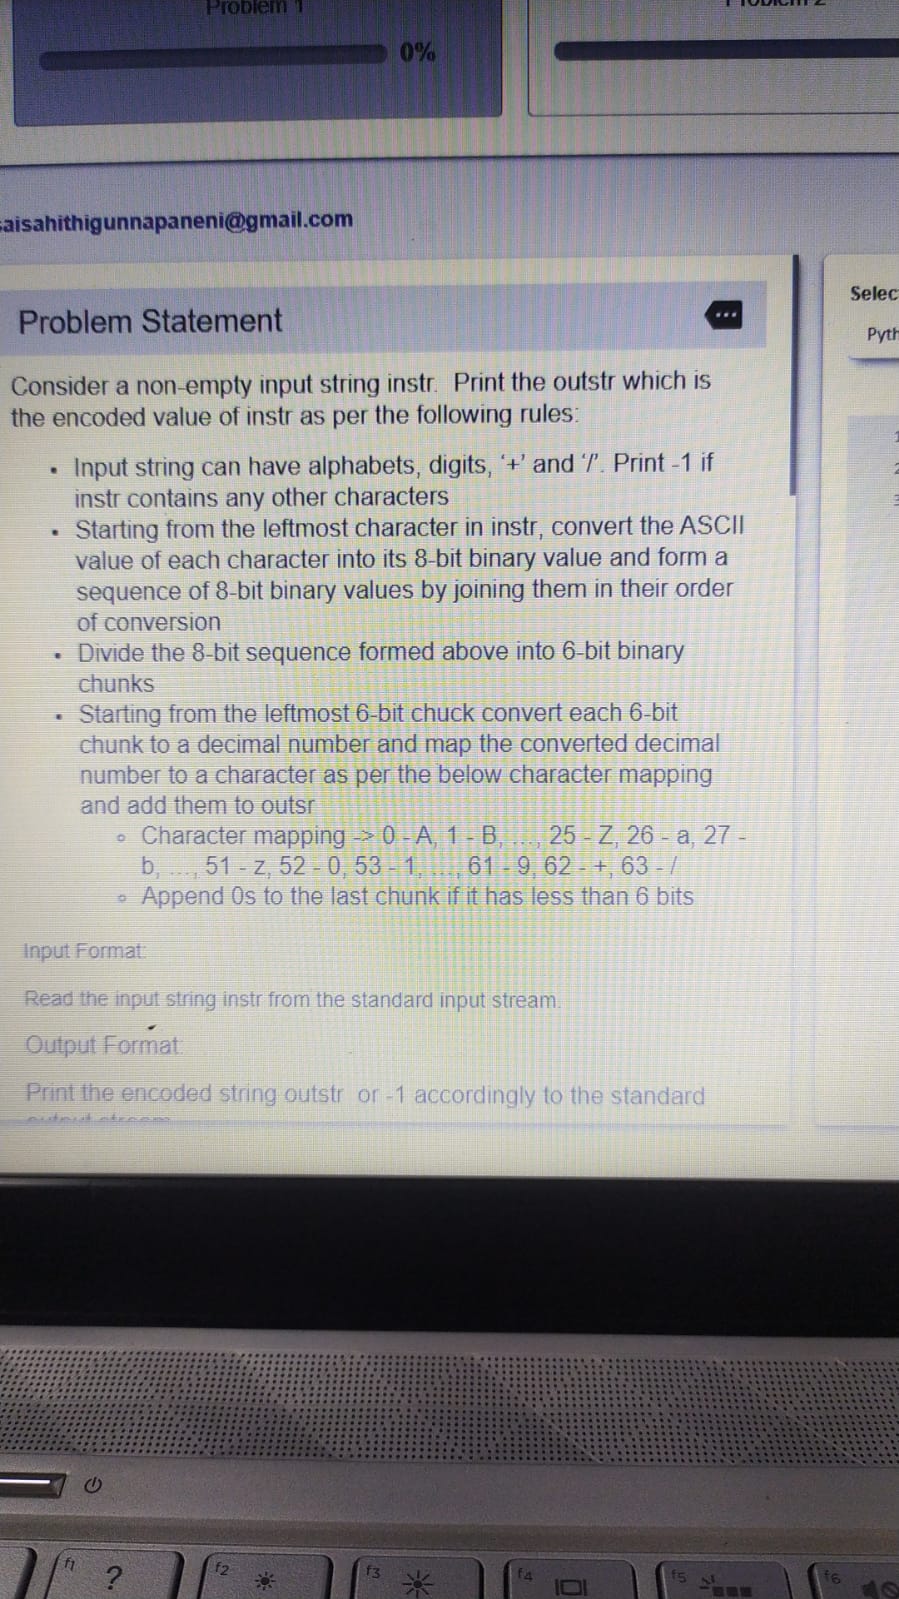 Problem 1
0%
aisahithigunnapaneni@gmail.com
Problem Statement
Selec
Pyth
Consider a non-empty input string instr. Print the outstr which is
the encoded value of instr as per the following rules:
• Input string can have alphabets, digits, '+' and '/'. Print -1 if
instr contains any other characters
• Starting from the leftmost character in instr, convert the ASCII
value of each character into its 8-bit binary value and form a
sequence of 8-bit binary values by joining them in their order
of conversion
• Divide the 8-bit sequence formed above into 6-bit binary
chunks
• Starting from the leftmost 6-bit chuck convert each 6-bit
chunk to a decimal number and map the converted decimal
number to a character as per the below character mapping
and add them to outsr
◦ Character mapping -> 0 - A, 1 - B, ..., 25 - Z, 26 - a, 27 -
b, ..., 51 - z, 52 - 0, 53 - 1, ..., 61 - 9, 62 - +, 63 - /
◦ Append 0s to the last chunk if it has less than 6 bits
Input Format:
Read the input string instr from the standard input stream.
Output Format:
Print the encoded string outstr or -1 accordingly to the standard
f1 ?
f2
f3
f4
f5
f6